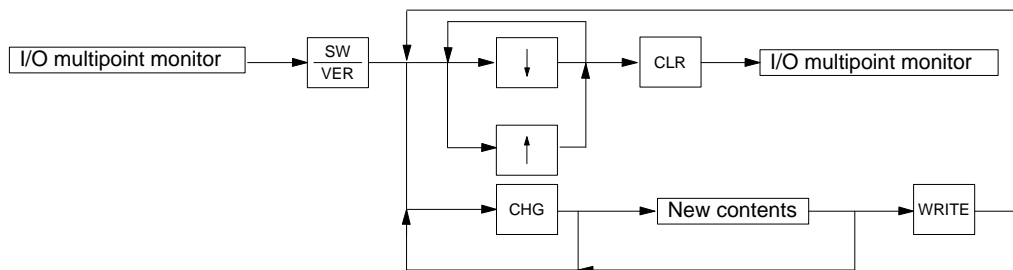 I/O multipoint monitor
SW
VER
↓
CLR
I/O multipoint monitor
↑
CHG
New contents
WRITE